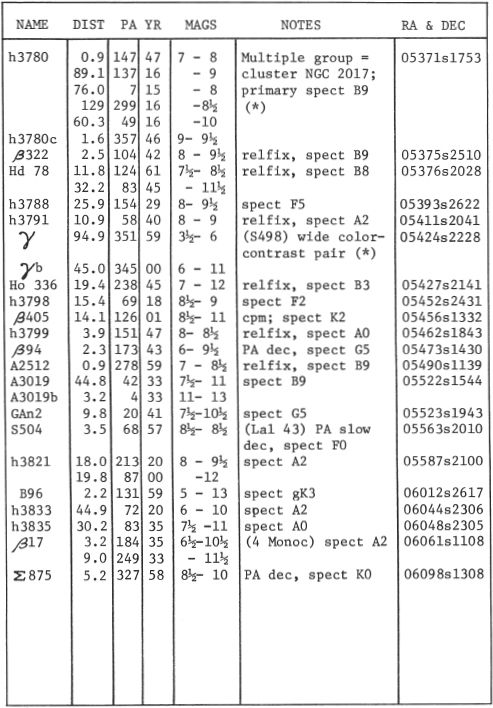 NAME DIST PA YR MAGS NOTES RA & DEC
h3780 0.9 147 47 7 - 8 Multiple group = 05371s1753
89.1 137 16 - 9 cluster NGC 2017;
76.0 7 15 - 8 primary spect B9
129 299 16 -8½ (*)
60.3 49 16 -10
h3780c 1.6 357 46 9- 9½
β322 2.5 104 42 8 - 9½ relfix, spect B9 05375s2510
Hd 78 11.8 124 61 7½- 8½ relfix, spect B8 05376s2028
32.2 83 45 - 11½
h3788 25.9 154 29 8- 9½ spect F5 05393s2622
h3791 10.9 58 40 8 - 9 relfix, spect A2 05411s2041
γ 94.9 351 59 3½- 6 (S498) wide color- 05424s2228
contrast pair (*)
γb 45.0 345 00 6 - 11
Ho 336 19.4 238 45 7 - 12 relfix, spect B3 05427s2141
h3798 15.4 69 18 8½- 9 spect F2 05452s2431
β405 14.1 126 01 8½- 11 cpm; spect K2 05456s1332
h3799 3.9 151 47 8- 8½ relfix, spect A0 05462s1843
β94 2.3 173 43 6- 9½ PA dec, spect G5 05473s1430
A2512 0.9 278 59 7 - 8½ relfix, spect B9 05490s1139
A3019 44.8 42 33 7½- 11 spect B9 05522s1544
A3019b 3.2 4 33 11- 13
GAn2 9.8 20 41 7½-10½ spect G5 05523s1943
S504 3.5 68 57 8½- 8½ (Lal 43) PA slow 05563s2010
dec, spect F0
h3821 18.0 213 20 8 - 9½ spect A2 05587s2100
19.8 87 00 -12
B96 2.2 131 59 5 - 13 spect gK3 06012s2617
h3833 44.9 72 20 6 - 10 spect A2 06044s2306
h3835 30.2 83 35 7½ -11 spect A0 06048s2305
β17 3.2 184 35 6½-10½ (4 Monoc) spect A2 06061s1108
9.0 249 33 - 11½
Σ875 5.2 327 58 8½- 10 PA dec, spect K0 06098s1308